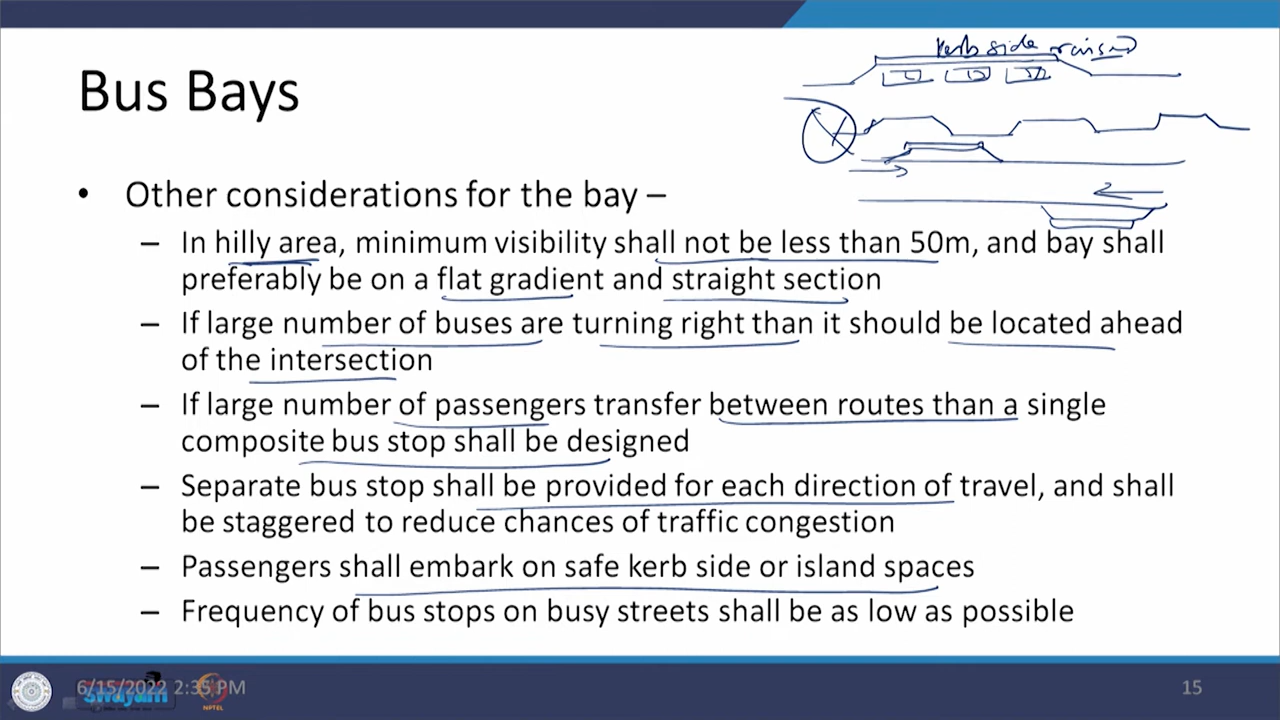 kerb side raised
Bus Bays
• Other considerations for the bay –
– In hilly area, minimum visibility shall not be less than 50m, and bay shall
preferably be on a flat gradient and straight section
– If large number of buses are turning right than it should be located ahead
of the intersection
– If large number of passengers transfer between routes than a single
composite bus stop shall be designed
– Separate bus stop shall be provided for each direction of travel, and shall
be staggered to reduce chances of traffic congestion
– Passengers shall embark on safe kerb side or island spaces
– Frequency of bus stops on busy streets shall be as low as possible
6/15/2022 2:35 PM
swayam
NPTEL
15